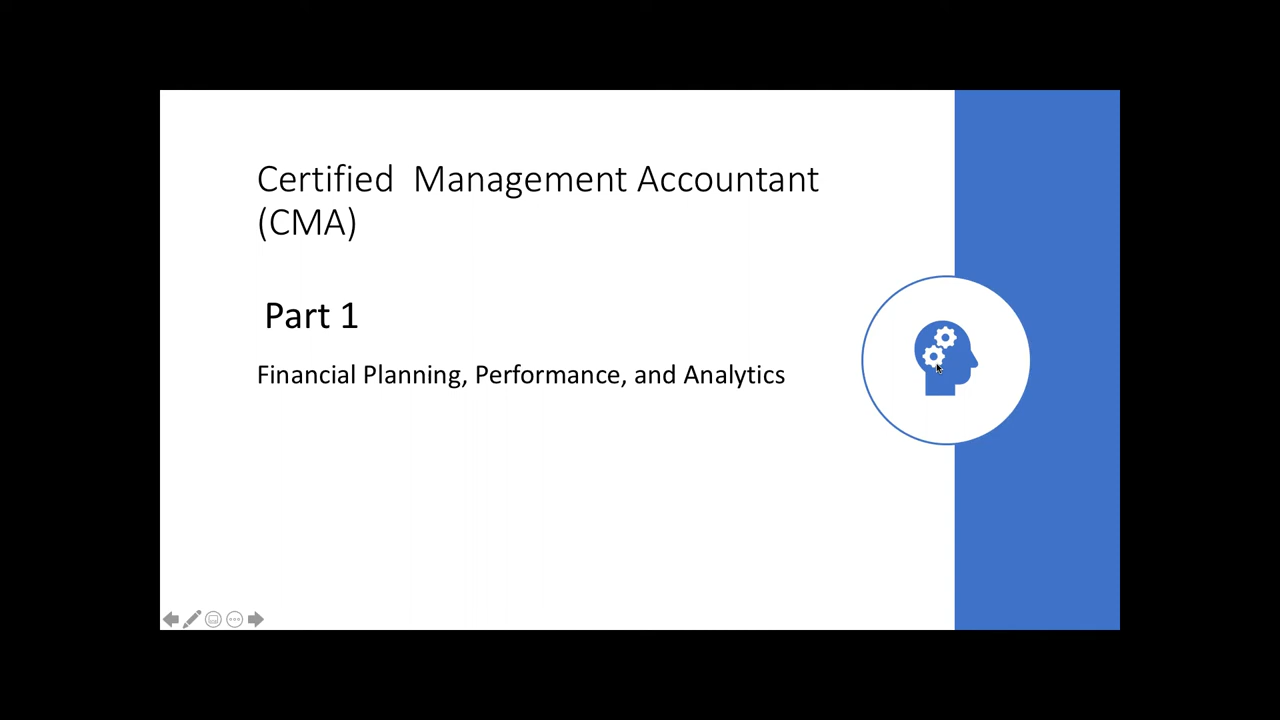 Certified  Management Accountant
(CMA)
Part 1
Financial Planning, Performance, and Analytics